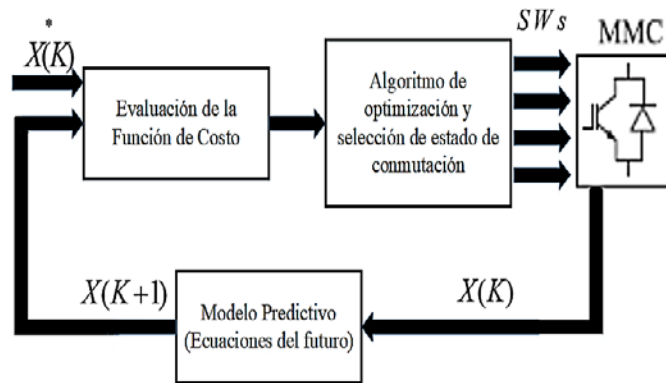 *
X(K)
SWs
MMC
Evaluación de la
Función de Costo
Algoritmo de
optimización y
selección de estado de
conmutación
X(K+1)
Modelo Predictivo
(Ecuaciones del futuro)
X(K)